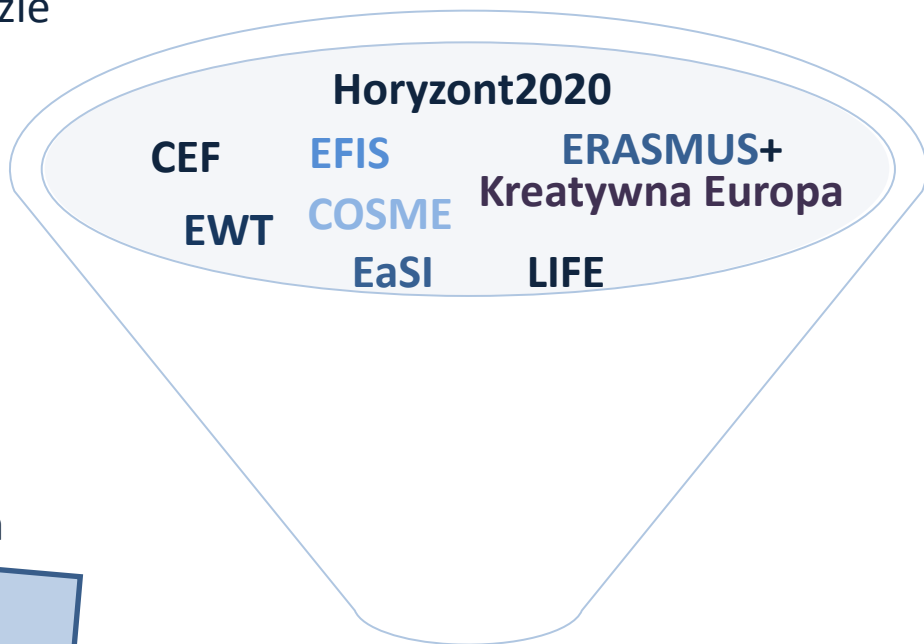 Horyzont2020
CEF EFIS ERASMUS+
Kreatywna Europa
EWT COSME
EaSI LIFE